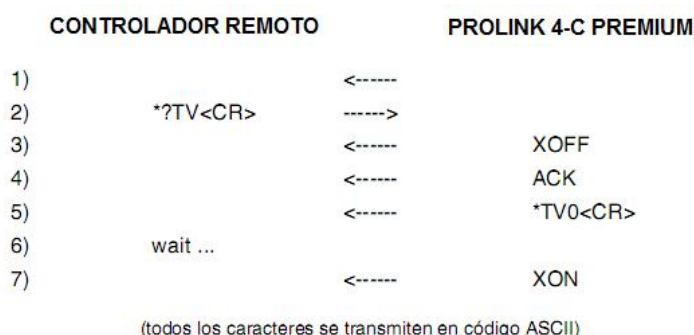 CONTROLADOR REMOTO PROLINK 4-C PREMIUM
1) <------
2) *?TV<CR> ------>
3) <------ XOFF
4) <------ ACK
5) <------ *TV0<CR>
6) wait ...
7) <------ XON
(todos los caracteres se transmiten en código ASCII)